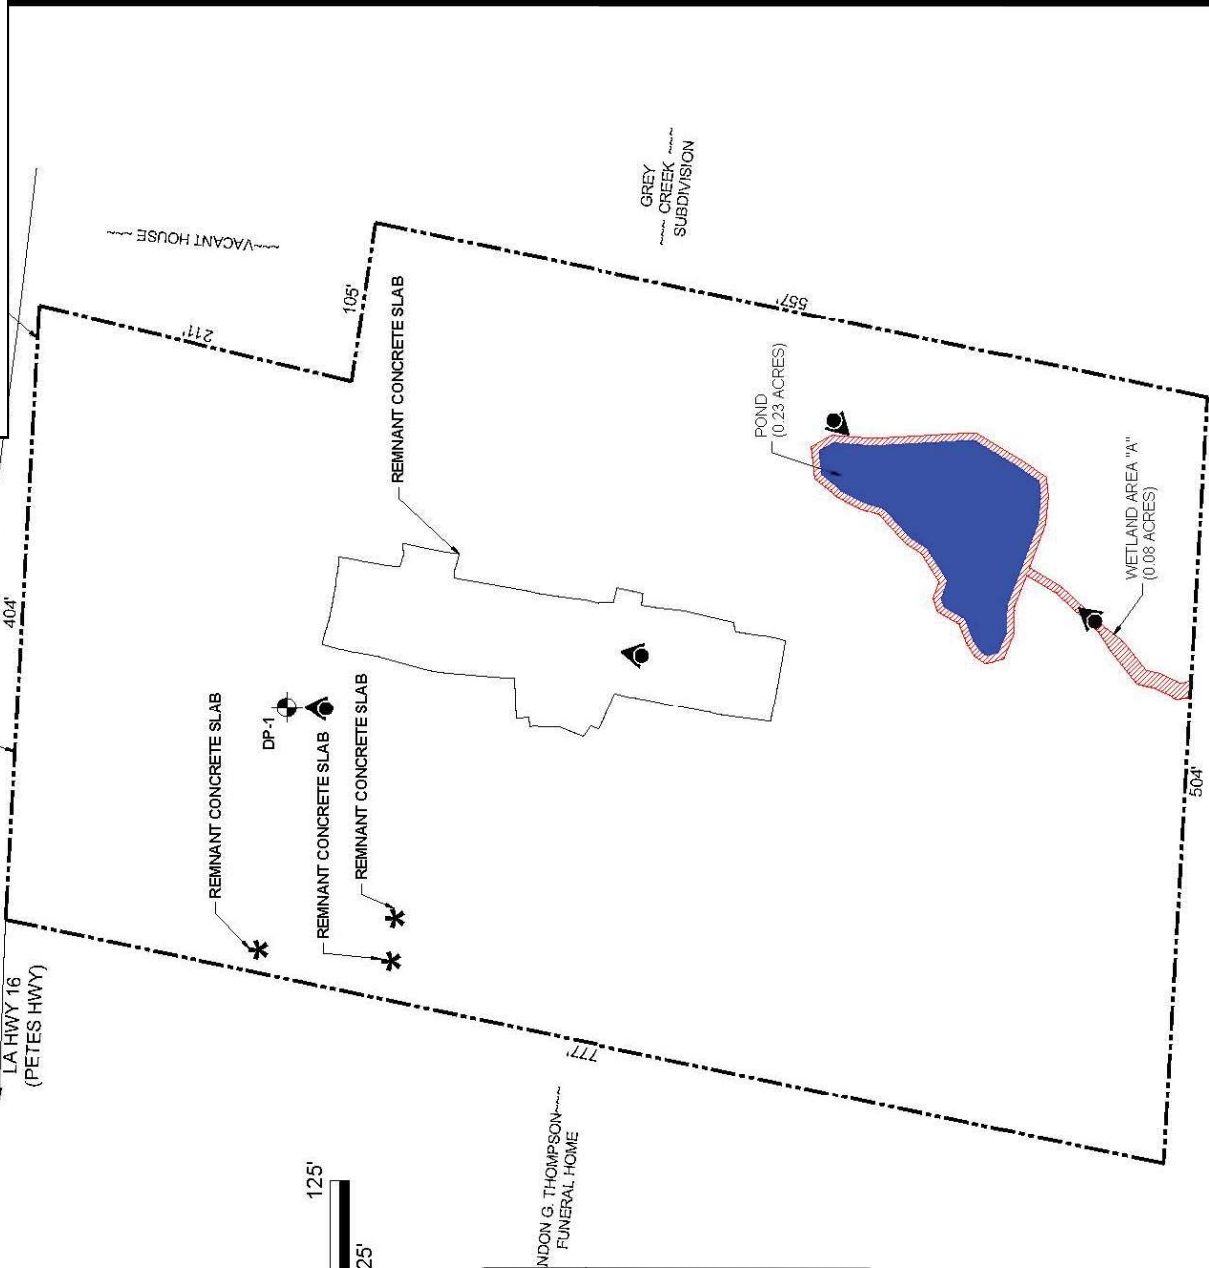 ~~~VACANT HOUSE ~~~
GREY
~~~ CREEK ~~~
SUBDIVISION
211'
105'
557'
404'
REMNANT CONCRETE SLAB
POND
(0.23 ACRES)
WETLAND AREA "A"
(0.08 ACRES)
DP-1
REMNANT CONCRETE SLAB
REMNANT CONCRETE SLAB
REMNANT CONCRETE SLAB
504'
LA HWY 16
(PETES HWY)
777'
NDON G. THOMPSON~~~
FUNERAL HOME
125'
25'